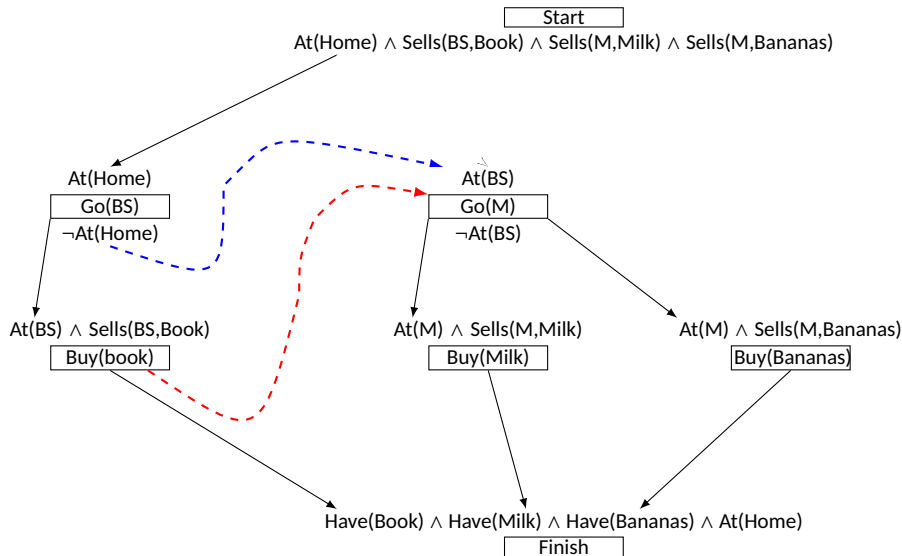 Start
At(Home) ∧ Sells(BS,Book) ∧ Sells(M,Milk) ∧ Sells(M,Bananas)
At(Home)
At(BS)
Go(BS)
Go(M)
¬At(Home)
¬At(BS)
At(BS) ∧ Sells(BS,Book)
At(M) ∧ Sells(M,Milk)
At(M) ∧ Sells(M,Bananas)
Buy(book)
Buy(Milk)
Buy(Bananas)
Have(Book) ∧ Have(Milk) ∧ Have(Bananas) ∧ At(Home)
Finish